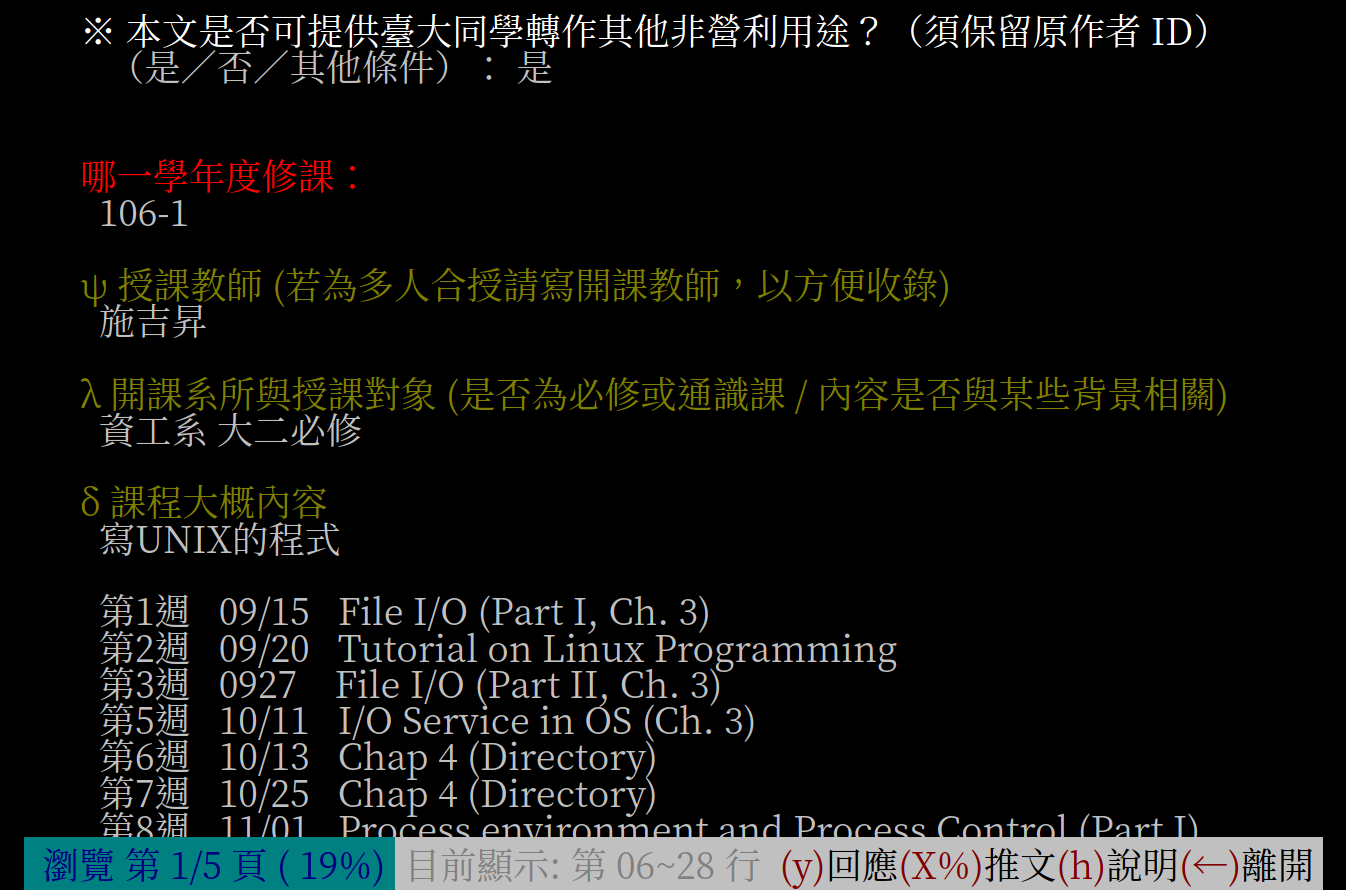 ※ 本文是否可提供臺大同學轉作其他非營利用途？（須保留原作者 ID）
（是／否／其他條件）： 是
哪一學年度修課：
106-1
ψ 授課教師 (若為多人合授請寫開課教師，以方便收錄)
施吉昇
λ 開課系所與授課對象 (是否為必修或通識課 / 內容是否與某些背景相關)
資工系 大二必修
δ 課程大概內容
寫UNIX的程式
第1週 09/15 File I/O (Part I, Ch. 3)
第2週 09/20 Tutorial on Linux Programming
第3週 0927 File I/O (Part II, Ch. 3)
第5週 10/11 I/O Service in OS (Ch. 3)
第6週 10/13 Chap 4 (Directory)
第7週 10/25 Chap 4 (Directory)
第8週 11/01 Process environment and Process Control (Part I)
瀏覽 第 1/5 頁 ( 19%) 目前顯示: 第 06~28 行 (y)回應(X%)推文(h)說明(←)離開